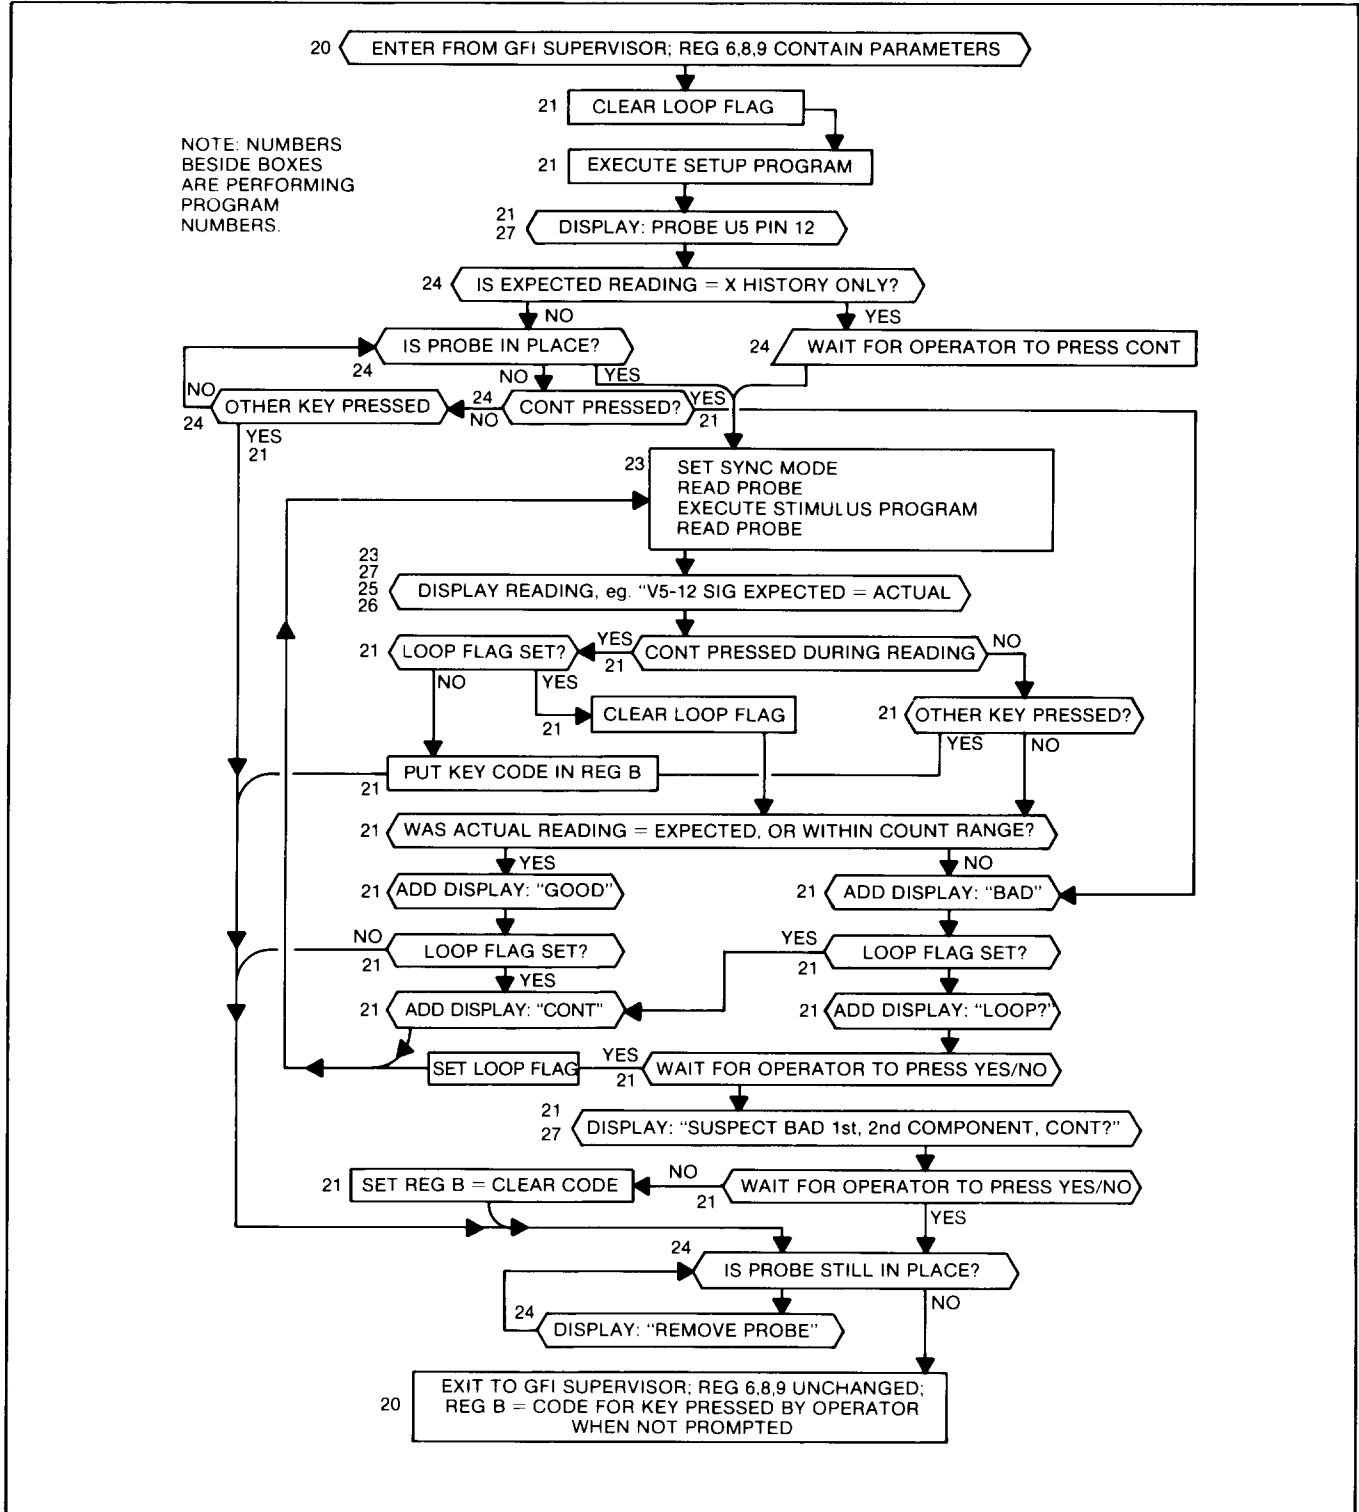 20 ENTER FROM GFI SUPERVISOR; REG 6,8,9 CONTAIN PARAMETERS
21 CLEAR LOOP FLAG
NOTE: NUMBERS
BESIDE BOXES
ARE PERFORMING
PROGRAM
NUMBERS.
21 EXECUTE SETUP PROGRAM
21
27
DISPLAY: PROBE U5 PIN 12
24 IS EXPECTED READING = X HISTORY ONLY?
NO
YES
IS PROBE IN PLACE?
24
24 WAIT FOR OPERATOR TO PRESS CONT
NO
YES
NO
OTHER KEY PRESSED
24
24
NO
CONT PRESSED?
YES
21
YES
21
23
SET SYNC MODE
READ PROBE
EXECUTE STIMULUS PROGRAM
READ PROBE
23
27
25
26
DISPLAY READING, eg. "V5-12 SIG EXPECTED = ACTUAL
21 LOOP FLAG SET?
YES
21
CONT PRESSED DURING READING
NO
NO
YES
21
CLEAR LOOP FLAG
21 OTHER KEY PRESSED?
YES
NO
PUT KEY CODE IN REG B
21
21 WAS ACTUAL READING = EXPECTED, OR WITHIN COUNT RANGE?
YES
NO
21 ADD DISPLAY: "GOOD"
21 ADD DISPLAY: "BAD"
NO
21
LOOP FLAG SET?
YES
21
LOOP FLAG SET?
YES
21 ADD DISPLAY: "CONT"
21 ADD DISPLAY: "LOOP?"
SET LOOP FLAG
YES
21
WAIT FOR OPERATOR TO PRESS YES/NO
21
27
DISPLAY: "SUSPECT BAD 1st, 2nd COMPONENT, CONT?"
21 SET REG B = CLEAR CODE
NO
21
WAIT FOR OPERATOR TO PRESS YES/NO
YES
24
IS PROBE STILL IN PLACE?
NO
24
DISPLAY: "REMOVE PROBE"
20
EXIT TO GFI SUPERVISOR; REG 6,8,9 UNCHANGED;
REG B = CODE FOR KEY PRESSED BY OPERATOR
WHEN NOT PROMPTED